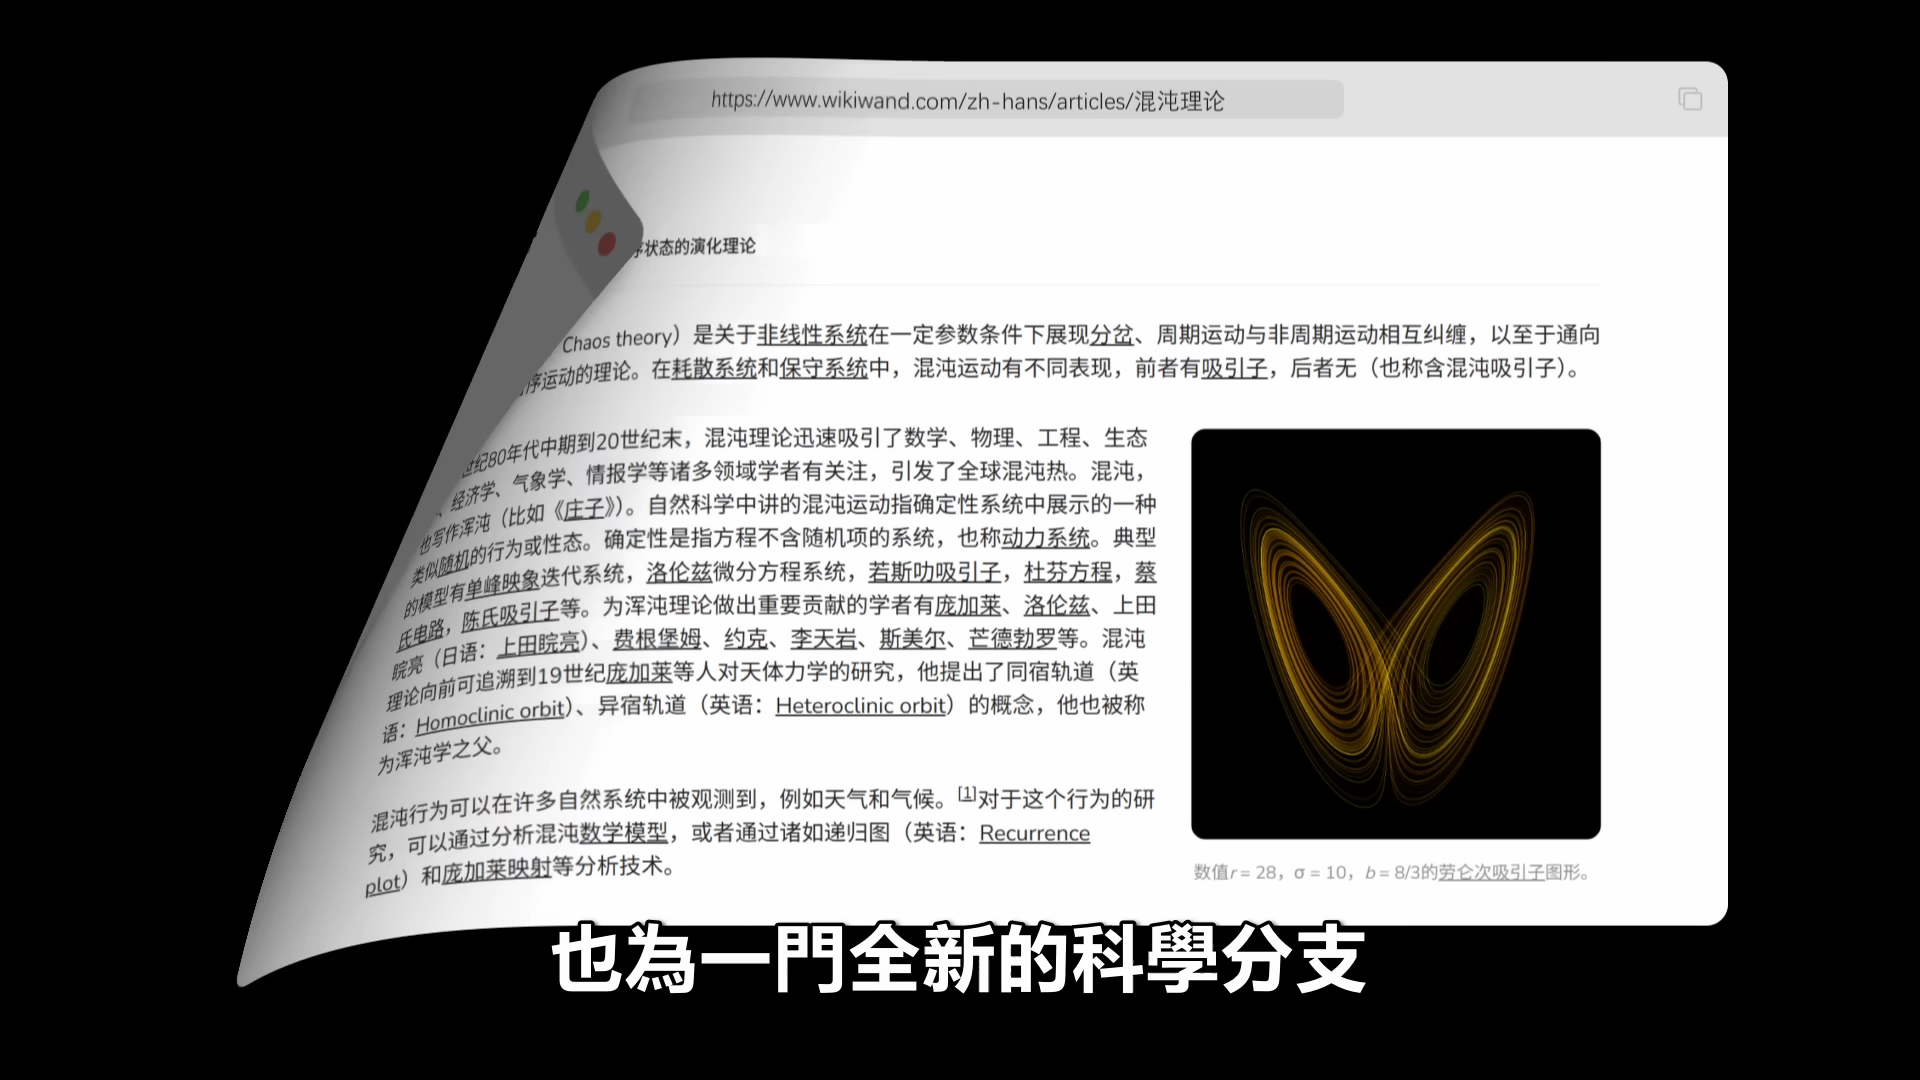 https://www.wikiwand.com/zh-hans/articles/混沌理论
序状态的演化理论
Chaos theory）是关于非线性系统在一定参数条件下展现分岔、周期运动与非周期运动相互纠缠，以至于通向
序运动的理论。在耗散系统和保守系统中，混沌运动有不同表现，前者有吸引子，后者无（也称含混沌吸引子）。
世纪80年代中期到20世纪末，混沌理论迅速吸引了数学、物理、工程、生态
、经济学、气象学、情报学等诸多领域学者有关注，引发了全球混沌热。混沌，
也写作浑沌（比如《庄子》）。自然科学中讲的混沌运动指确定性系统中展示的一种
类似随机的行为或性态。确定性是指方程不含随机项的系统，也称动力系统。典型
的模型有单峰映象迭代系统，洛伦兹微分方程系统，若斯叻吸引子，杜芬方程，蔡
氏电路，陈氏吸引子等。为浑沌理论做出重要贡献的学者有庞加莱、洛伦兹、上田
睆亮（日语：上田睆亮）、费根堡姆、约克、李天岩、斯美尔、芒德勃罗等。混沌
理论向前可追溯到19世纪庞加莱等人对天体力学的研究，他提出了同宿轨道（英
语：Homoclinic orbit）、异宿轨道（英语：Heteroclinic orbit）的概念，他也被称
为浑沌学之父。
混沌行为可以在许多自然系统中被观测到，例如天气和气候。[1]对于这个行为的研
究，可以通过分析混沌数学模型，或者通过诸如递归图（英语：Recurrence
plot）和庞加莱映射等分析技术。
数值r = 28，σ = 10，b = 8/3的劳仑次吸引子图形。
也為一門全新的科學分支